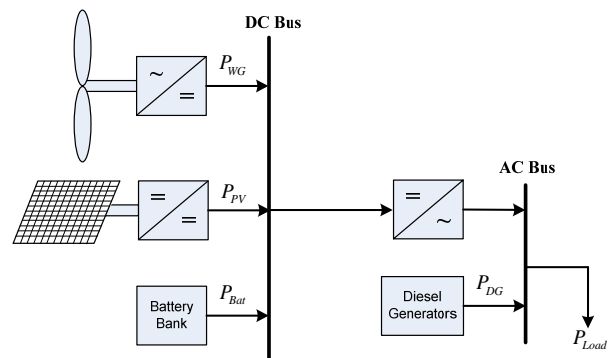 DC Bus
~
=
P_WG
=
=
P_PV
Battery
Bank
P_Bat
=
~
AC Bus
Diesel
Generators
P_DG
P_Load